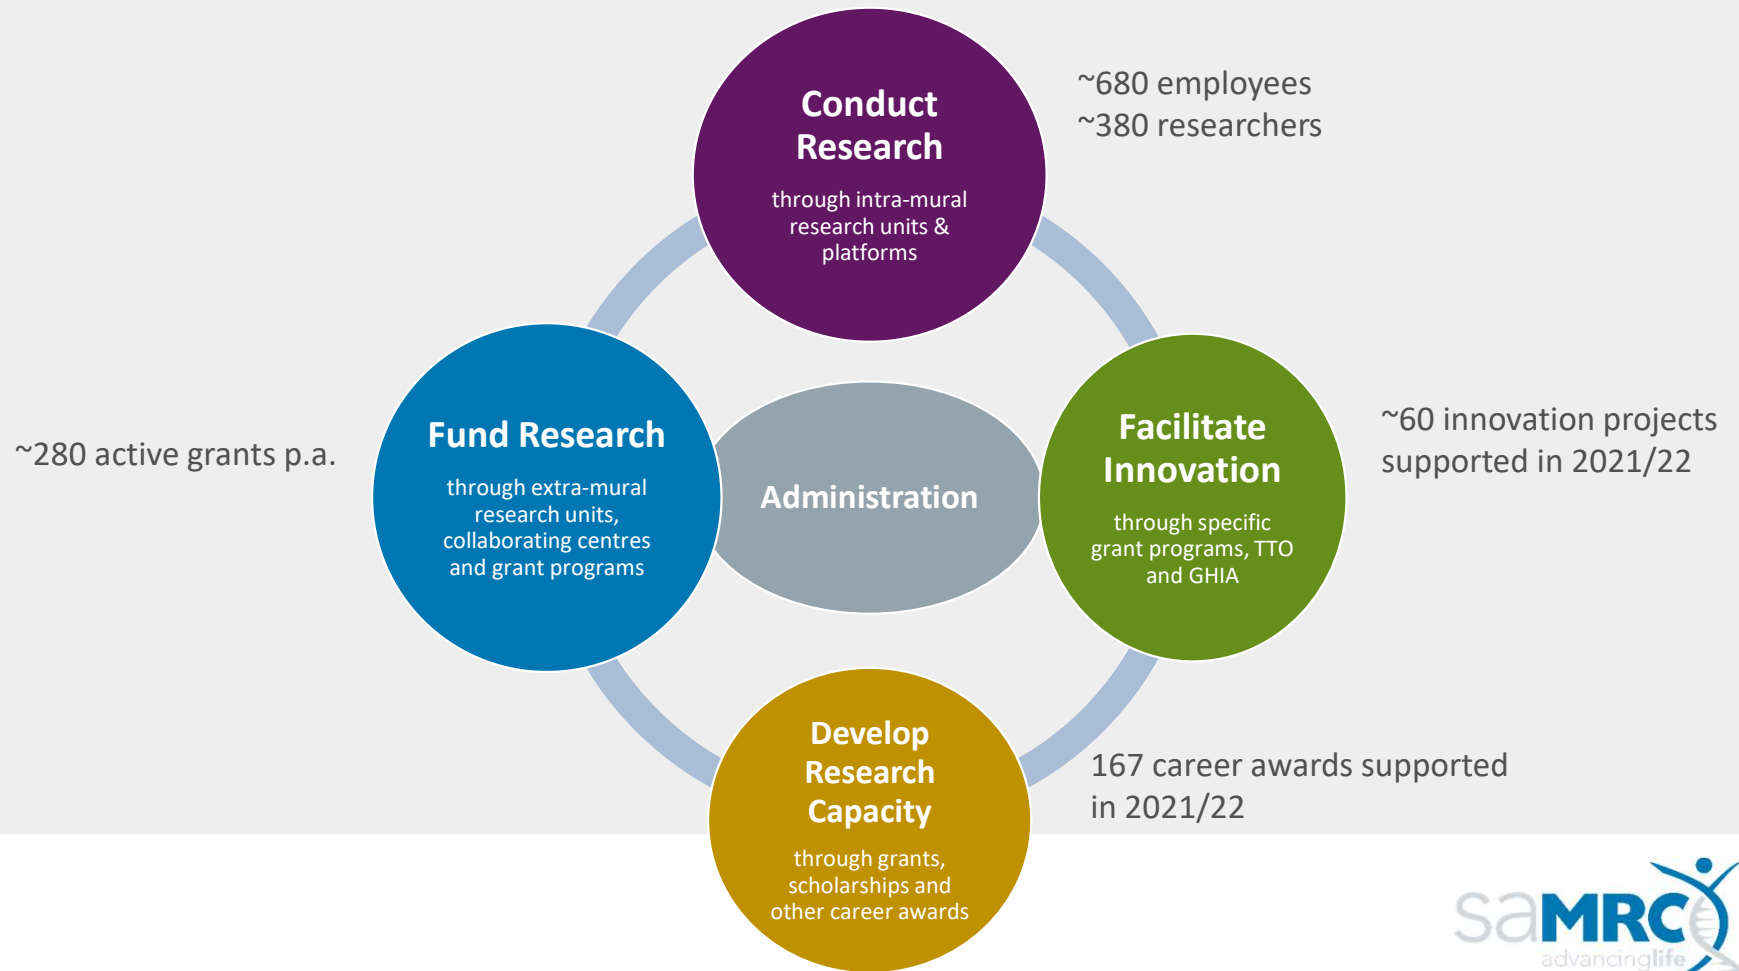 Conduct
Research
through intra-mural
research units &
platforms
~680 employees
~380 researchers
Fund Research
through extra-mural
research units,
collaborating centres
and grant programs
~280 active grants p.a.
Administration
Facilitate
Innovation
through specific
grant programs, TTO
and GHIA
~60 innovation projects
supported in 2021/22
Develop
Research
Capacity
through grants,
scholarships and
other career awards
167 career awards supported
in 2021/22
saMRC
advancinglife